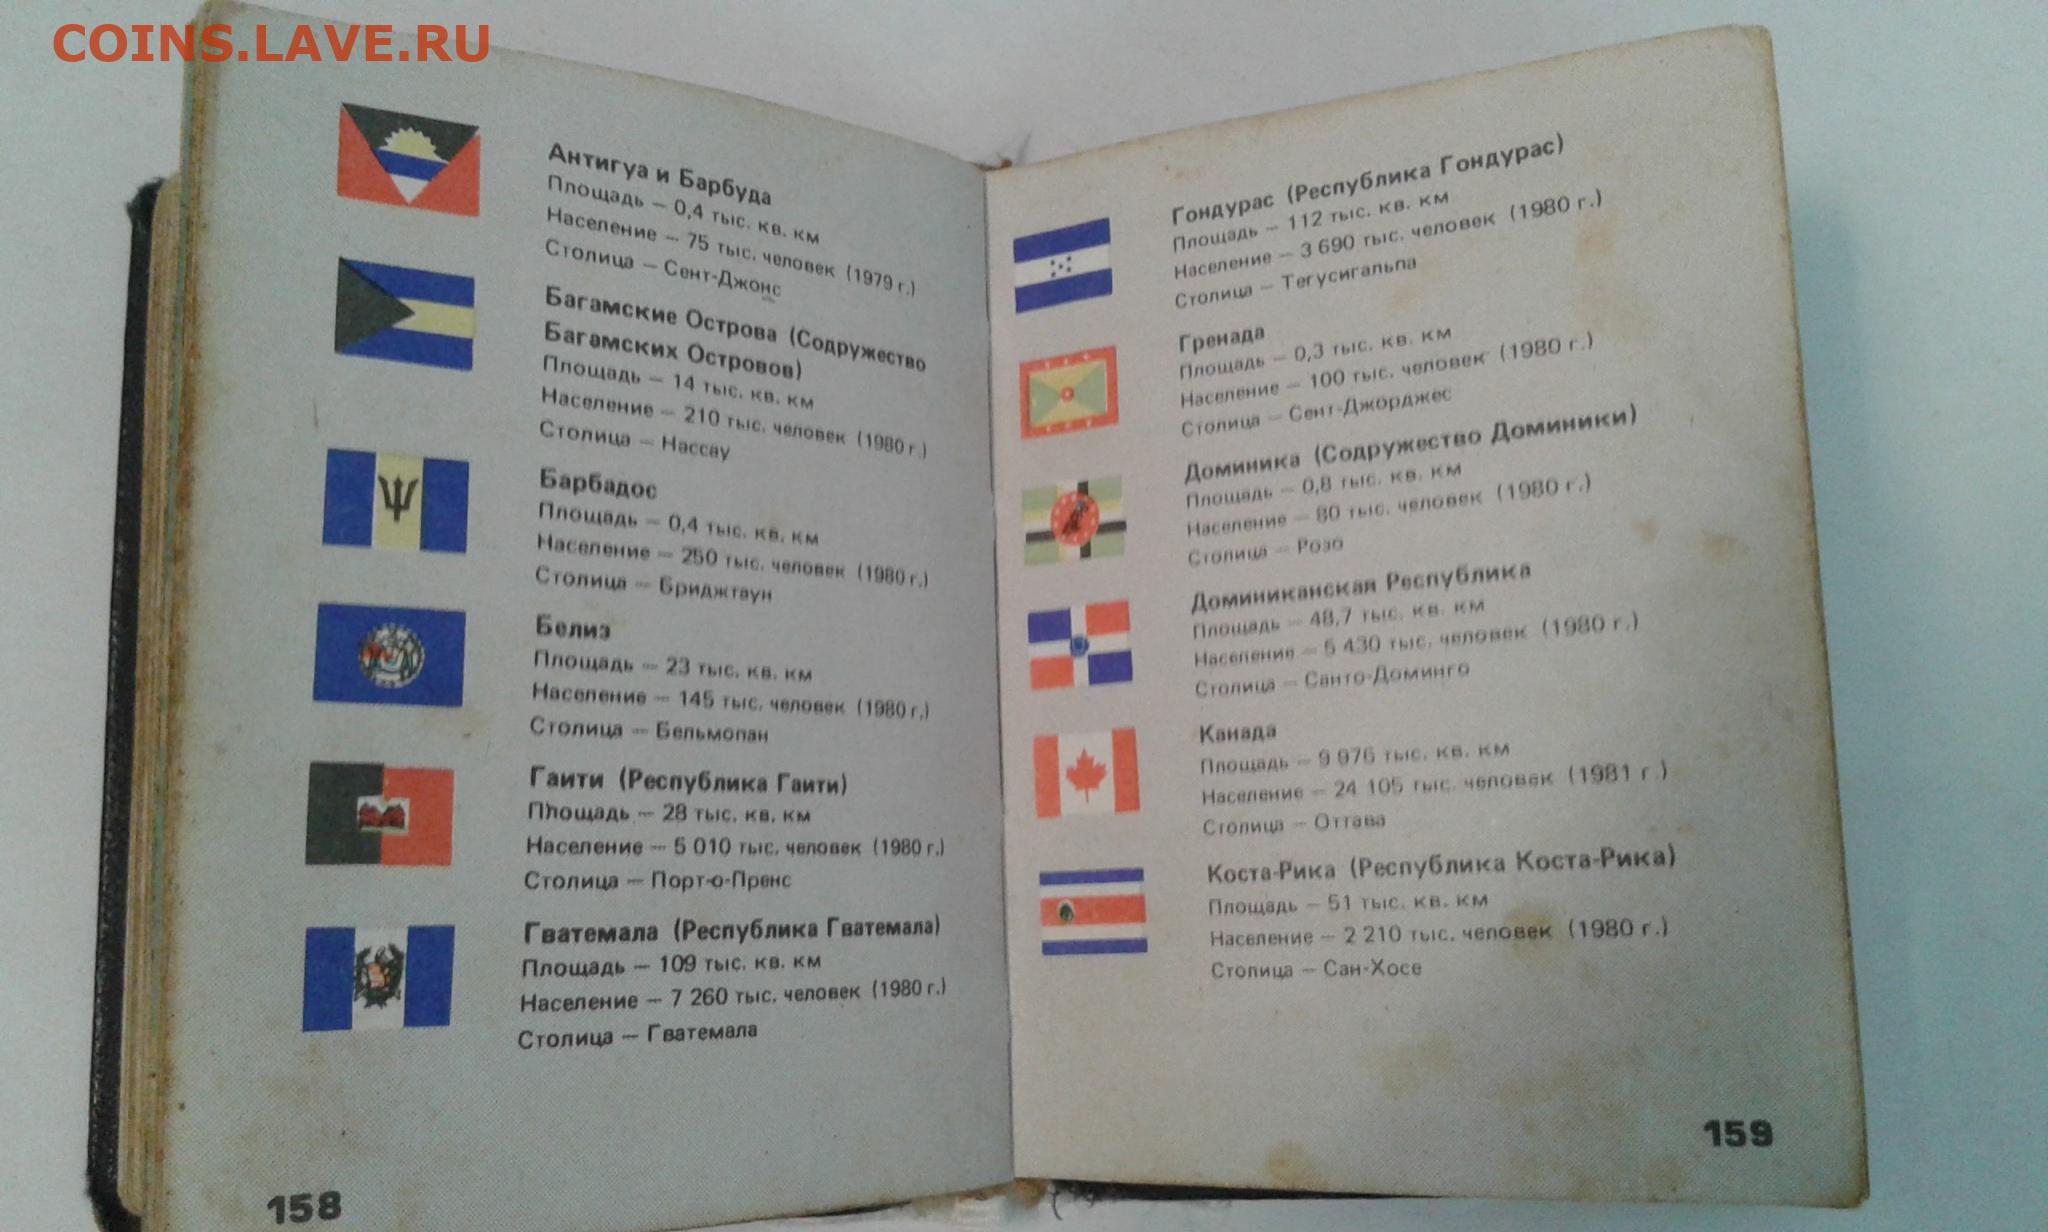 COINS.LAVE.RU
Антигуа и Барбуда
Площадь — 0,4 тыс. кв. км
Население — 75 тыс. человек (1979 г.)
Столица — Сент-Джонс
Багамские Острова (Содружество
Багамских Островов)
Площадь — 14 тыс. кв. км
Население — 210 тыс. человек (1980 г.)
Столица — Нассау
Барбадос
Площадь — 0,4 тыс. кв. км
Население — 250 тыс. человек (1980 г.)
Столица — Бриджтаун
Белиз
Площадь — 23 тыс. кв. км
Население — 145 тыс. человек (1980 г.)
Столица — Бельмопан
Гаити (Республика Гаити)
Площадь — 28 тыс. кв. км
Население — 5 010 тыс. человек (1980 г.)
Столица — Порт-о-Пренс
Гватемала (Республика Гватемала)
Площадь — 109 тыс. кв. км
Население — 7 260 тыс. человек (1980 г.)
Столица — Гватемала
158
Гондурас (Республика Гондурас)
Площадь — 112 тыс. кв. км
Население — 3 690 тыс. человек (1980 г.)
Столица — Тегусигальпа
Гренада
Площадь — 0,3 тыс. кв. км
Население — 100 тыс. человек (1980 г.)
Столица — Сент-Джорджес
Доминика (Содружество Доминики)
Площадь — 0,8 тыс. кв. км
Население — 80 тыс. человек (1980 г.)
Столица — Розо
Доминиканская Республика
Площадь — 48,7 тыс. кв. км
Население — 5 430 тыс. человек (1980 г.)
Столица — Санто-Доминго
Канада
Площадь — 9 976 тыс. кв. км
Население — 24 105 тыс. человек (1981 г.)
Столица — Оттава
Коста-Рика (Республика Коста-Рика)
Площадь — 51 тыс. кв. км
Население — 2 210 тыс. человек (1980 г.)
Столица — Сан-Хосе
159